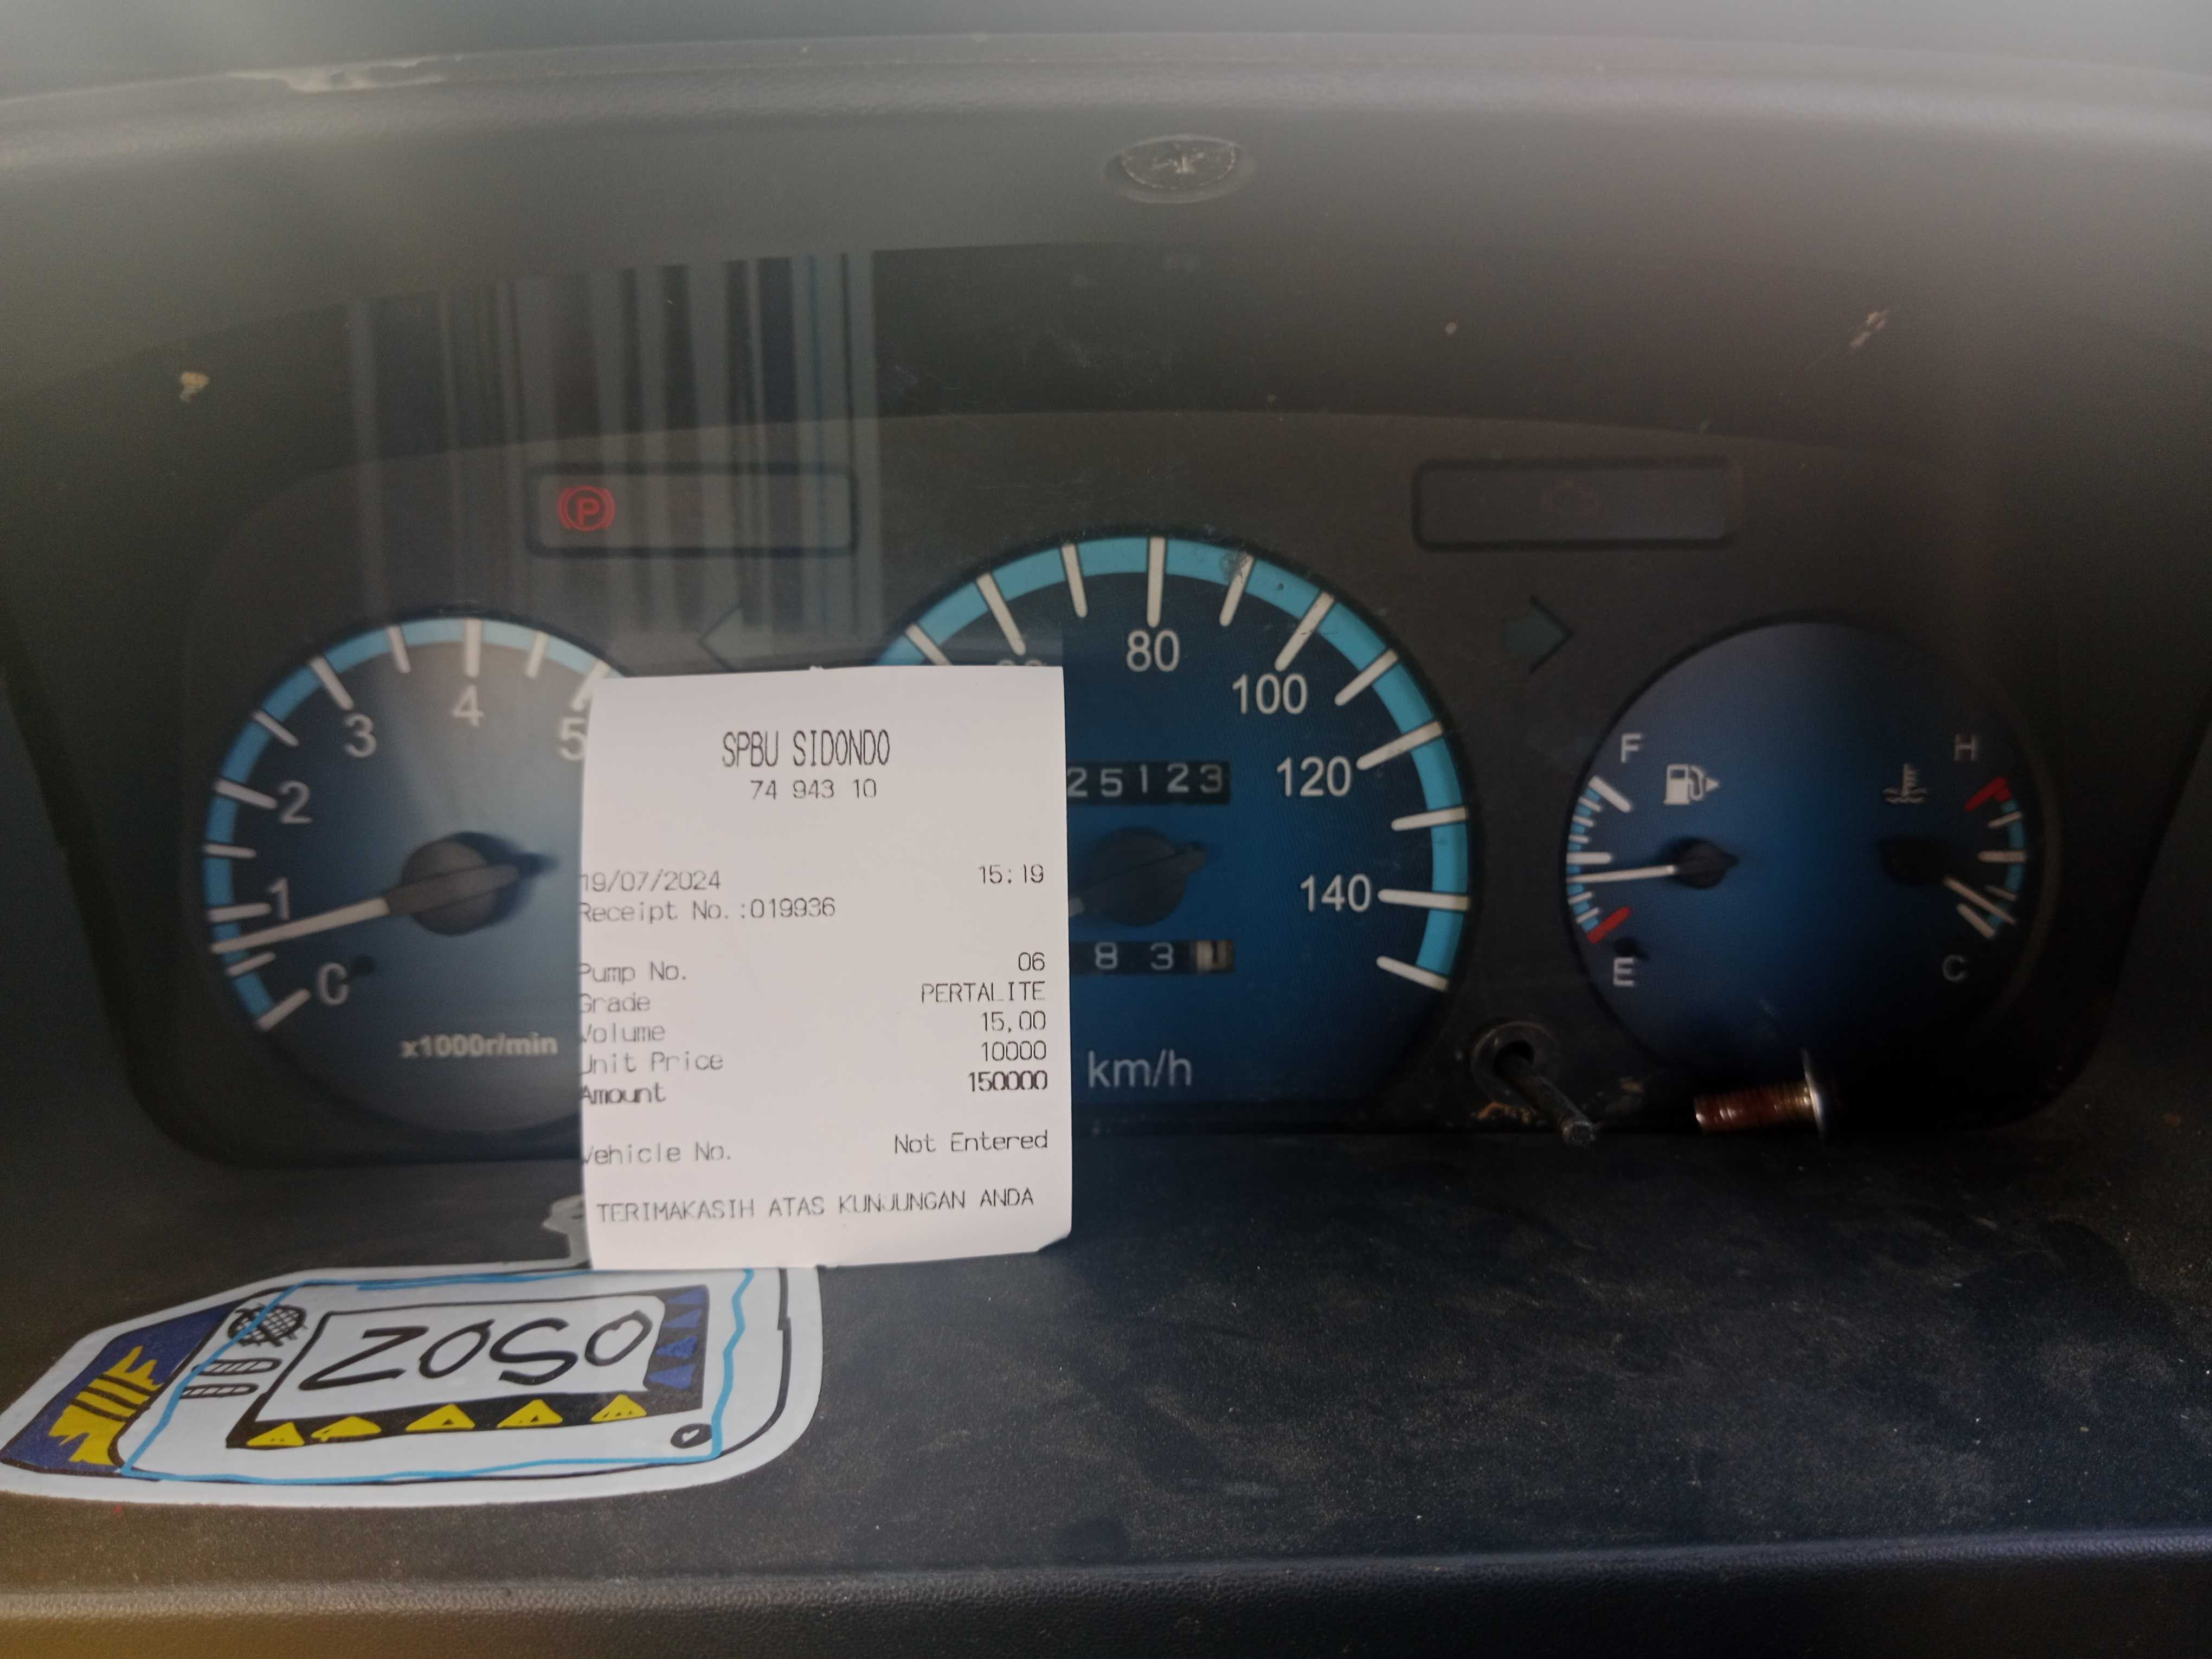 P
80
100
120
140
25123
83
km/h
1
2
3
4
5
C
x1000r/min
F
E
H
C
SPBU SIDONDO
74 943 10
19/07/2024 15:19
Receipt No.:019936
Pump No. 06
Grade PERTALITE
Volume 15,00
Unit Price 10000
Amount 150000
Vehicle No. Not Entered
TERIMAKASIH ATAS KUNJUNGAN ANDA
ZOSO